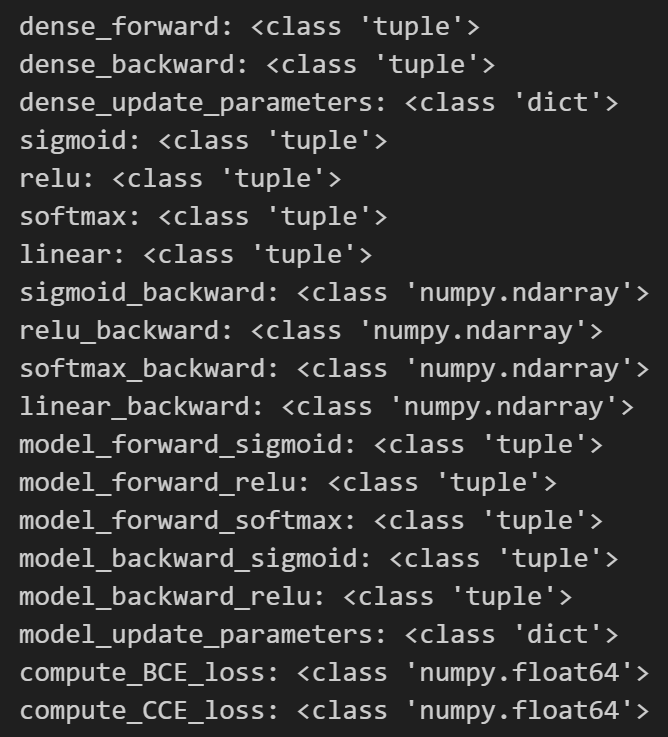 dense_forward: <class 'tuple'>
dense_backward: <class 'tuple'>
dense_update_parameters: <class 'dict'>
sigmoid: <class 'tuple'>
relu: <class 'tuple'>
softmax: <class 'tuple'>
linear: <class 'tuple'>
sigmoid_backward: <class 'numpy.ndarray'>
relu_backward: <class 'numpy.ndarray'>
softmax_backward: <class 'numpy.ndarray'>
linear_backward: <class 'numpy.ndarray'>
model_forward_sigmoid: <class 'tuple'>
model_forward_relu: <class 'tuple'>
model_forward_softmax: <class 'tuple'>
model_backward_sigmoid: <class 'tuple'>
model_backward_relu: <class 'tuple'>
model_update_parameters: <class 'dict'>
compute_BCE_loss: <class 'numpy.float64'>
compute_CCE_loss: <class 'numpy.float64'>